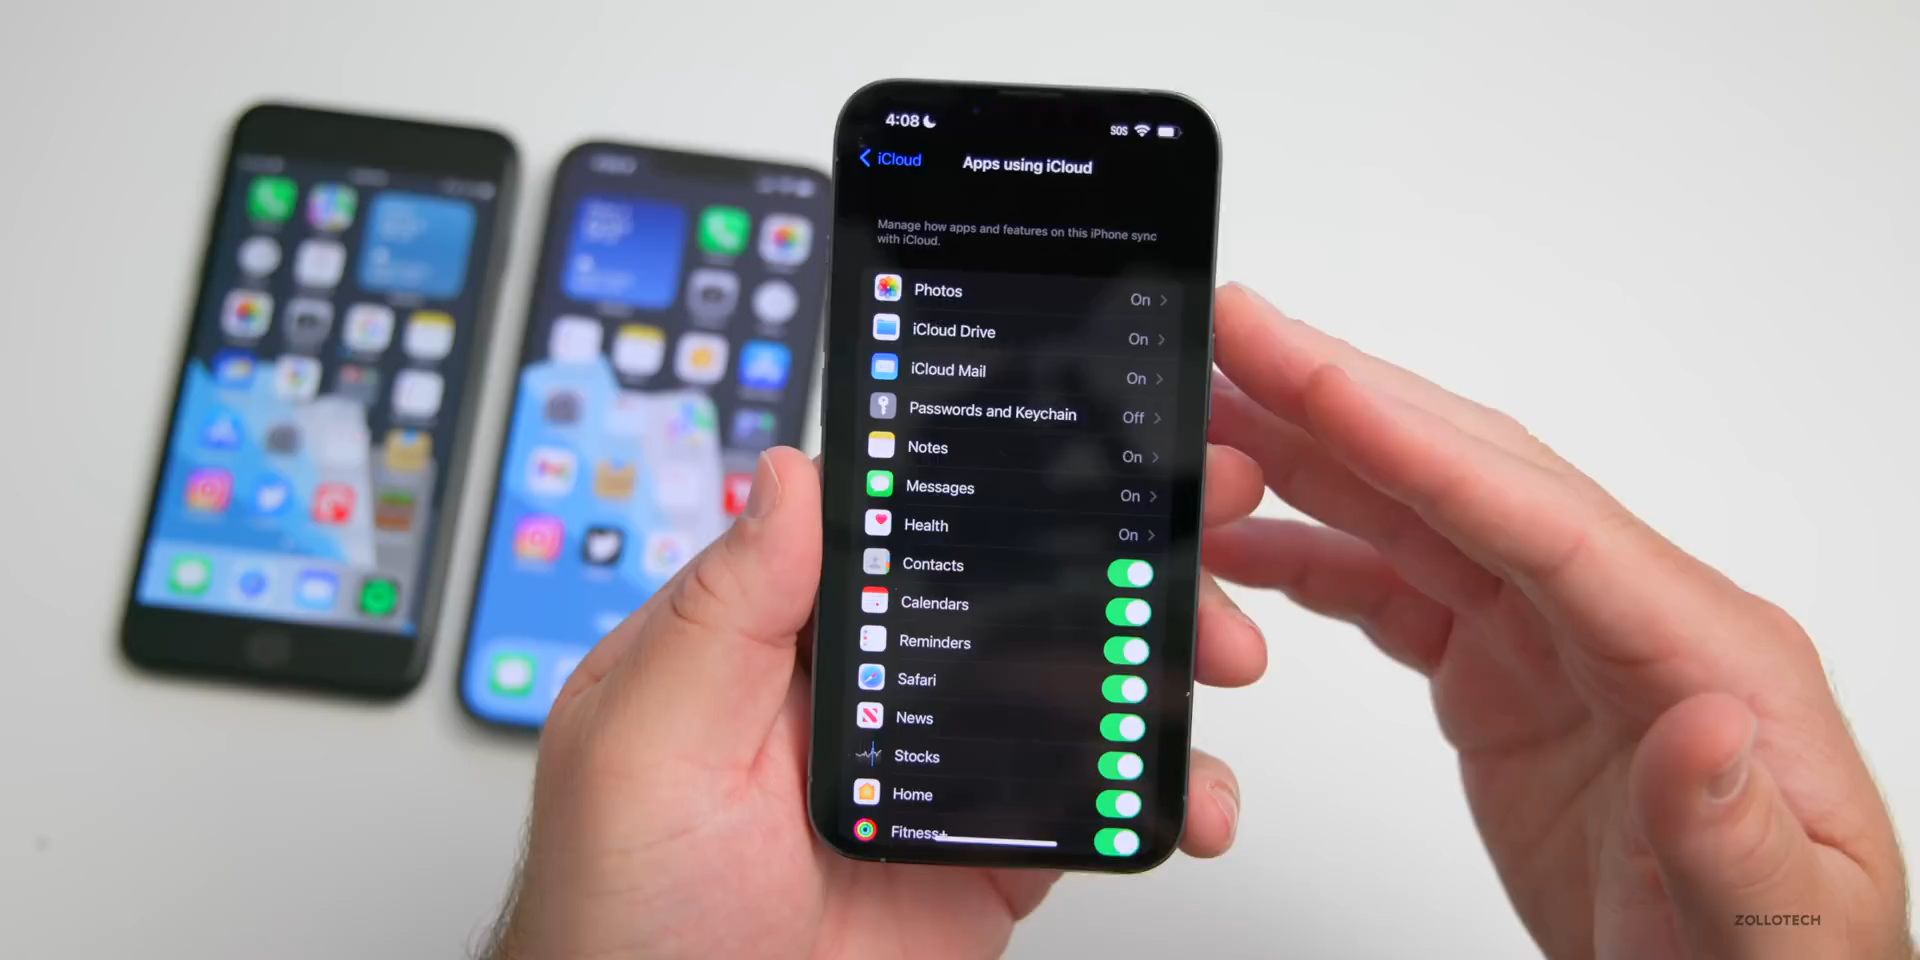 4:08
SOS
iCloud
Apps using iCloud
Manage how apps and features on this iPhone sync
with iCloud.
Photos On
iCloud Drive On
iCloud Mail On
Passwords and Keychain Off
Notes On
Messages On
Health On
Contacts
Calendars
Reminders
Safari
News
Stocks
Home
Fitness+
ZOLLOTECH